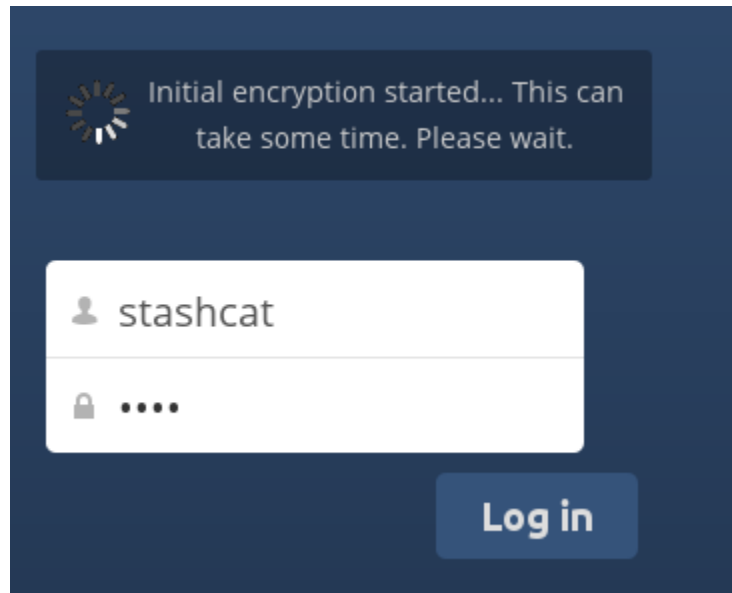 Initial encryption started... This can
take some time. Please wait.
stashcat
••••
Log in